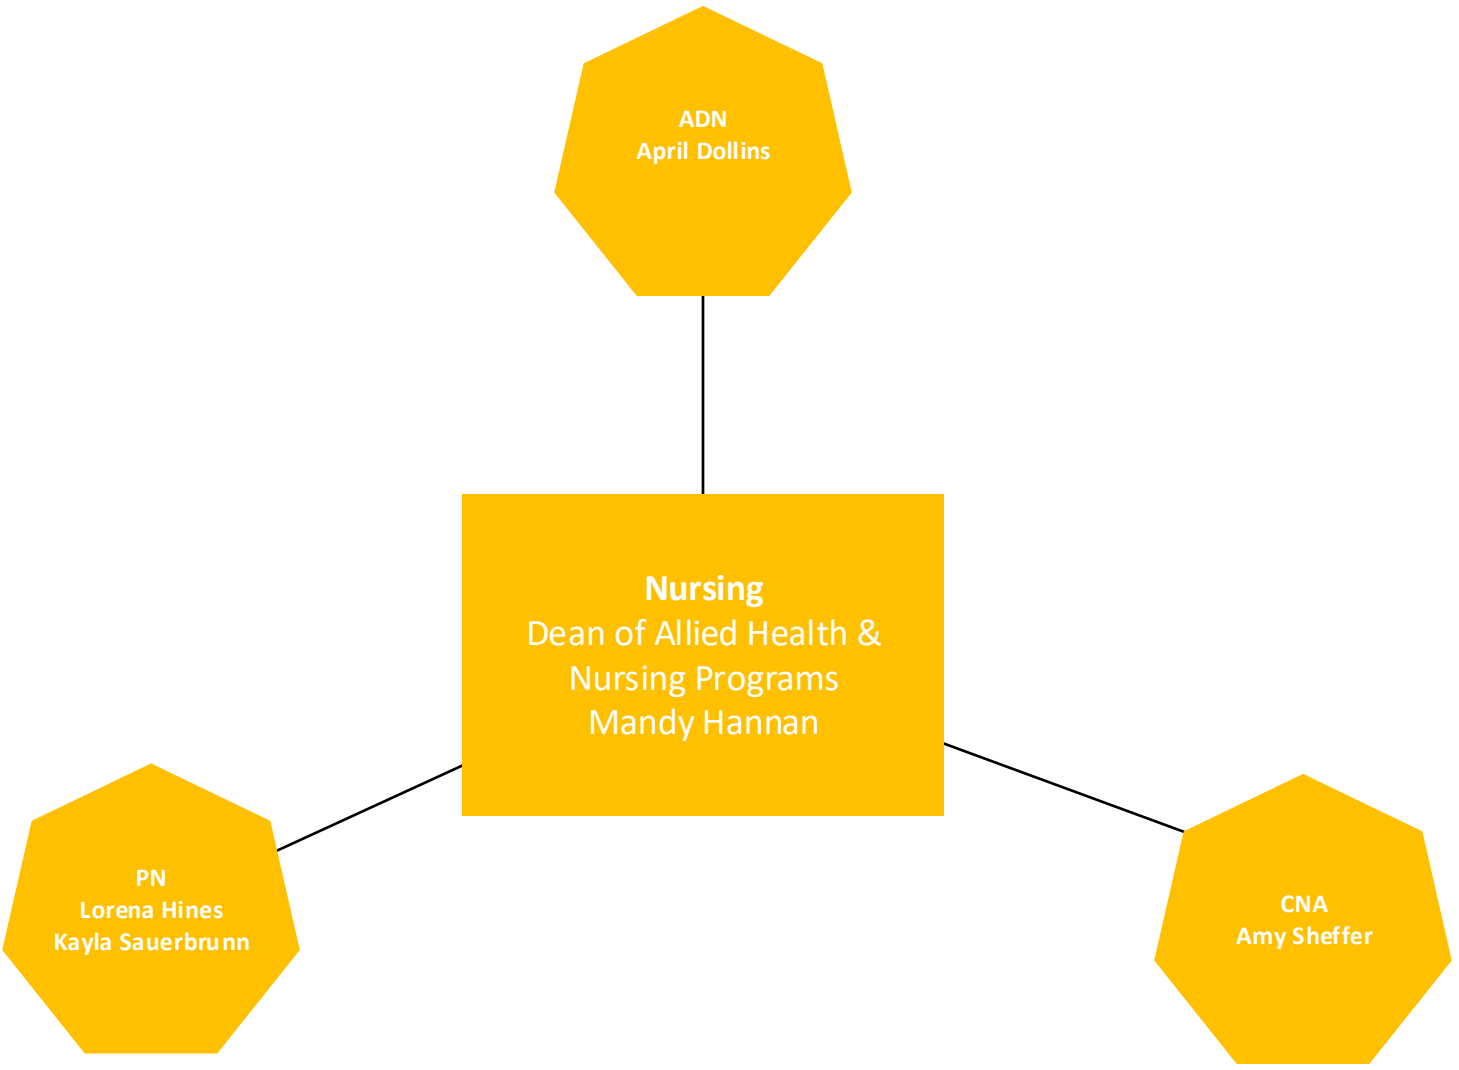 ADN
April Dollins
Nursing
Dean of Allied Health &
Nursing Programs
Mandy Hannan
PN
Lorena Hines
Kayla Sauerbrunn
CNA
Amy Sheffer